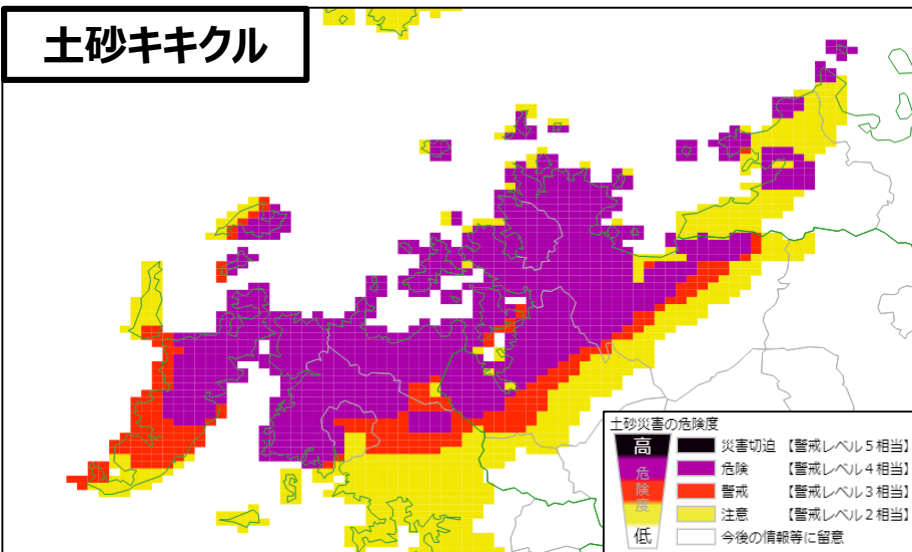 土砂キキクル
土砂災害の危険度
高
危険度
低
災害切迫 【警戒レベル5相当】
危険 【警戒レベル4相当】
警戒 【警戒レベル3相当】
注意 【警戒レベル2相当】
今後の情報等に留意